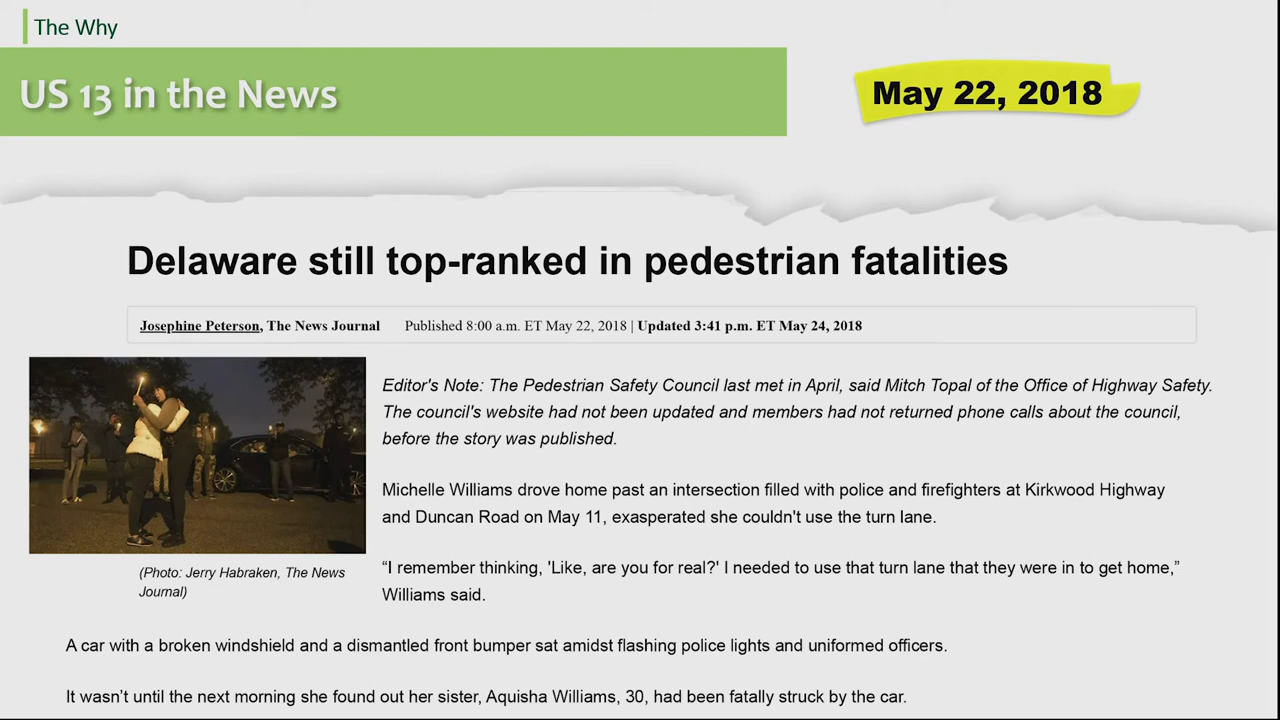 The Why
US 13 in the News
May 22, 2018
Delaware still top-ranked in pedestrian fatalities
Josephine Peterson, The News Journal Published 8:00 a.m. ET May 22, 2018 | Updated 3:41 p.m. ET May 24, 2018
Editor's Note: The Pedestrian Safety Council last met in April, said Mitch Topal of the Office of Highway Safety.
The council's website had not been updated and members had not returned phone calls about the council,
before the story was published.
Michelle Williams drove home past an intersection filled with police and firefighters at Kirkwood Highway
and Duncan Road on May 11, exasperated she couldn't use the turn lane.
“I remember thinking, 'Like, are you for real?' I needed to use that turn lane that they were in to get home,”
Williams said.
(Photo: Jerry Habraken, The News
Journal)
A car with a broken windshield and a dismantled front bumper sat amidst flashing police lights and uniformed officers.
It wasn’t until the next morning she found out her sister, Aquisha Williams, 30, had been fatally struck by the car.